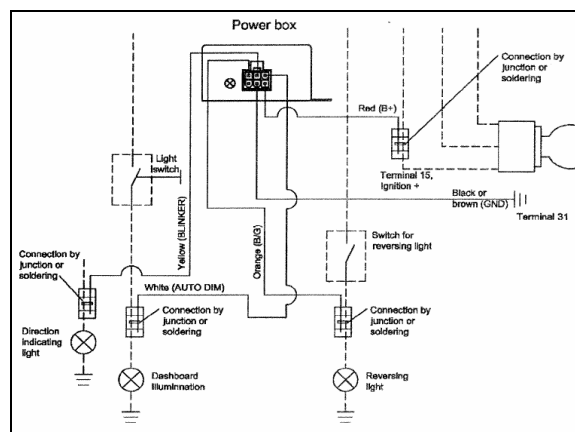 Power box
Connection by
junction or
soldering
Red (B+)
Light
switch
Terminal 15,
Ignition +
Black or
brown (GND)
Terminal 31
Yellow (BLINKER)
Orange (B/G)
Switch for
reversing light
Connection by
junction or
soldering
White (AUTO DIM)
Connection by
junction or
soldering
Connection by
junction or
soldering
Direction
indicating
light
Dashboard
illumination
Reversing
light